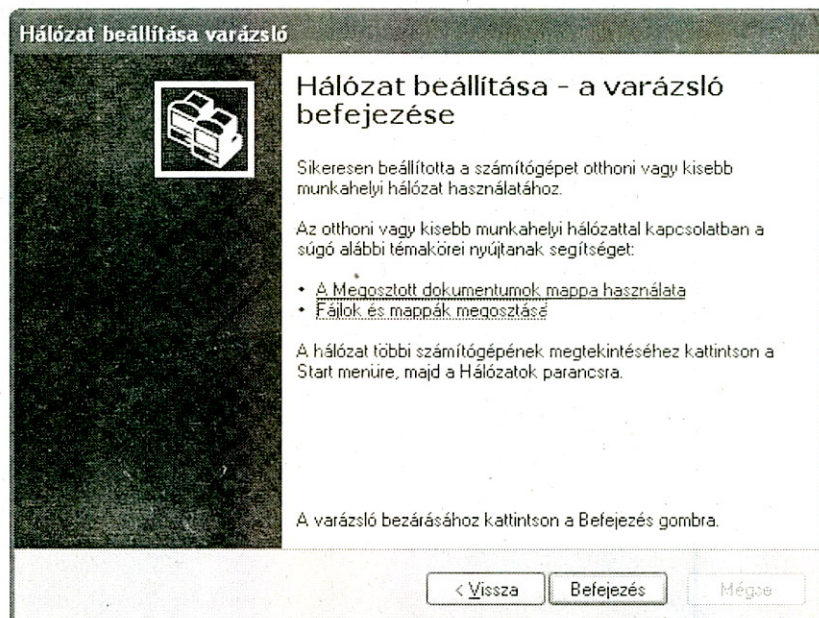 Hálózat beállítása varázsló
Hálózat beállítása - a varázsló
befejezése
Sikeresen beállította a számítógépet otthoni vagy kisebb
munkahelyi hálózat használatához.
Az otthoni vagy kisebb munkahelyi hálózattal kapcsolatban a
súgó alábbi témakörei nyújtanak segítséget:
• A Megosztott dokumentumok mappa használata
• Fájlok és mappák megosztása
A hálózat többi számítógépének megtekintéséhez kattintson a
Start menüre, majd a Hálózatok parancsra.
A varázsló bezárásához kattintson a Befejezés gombra.
< Vissza Befejezés Mégse